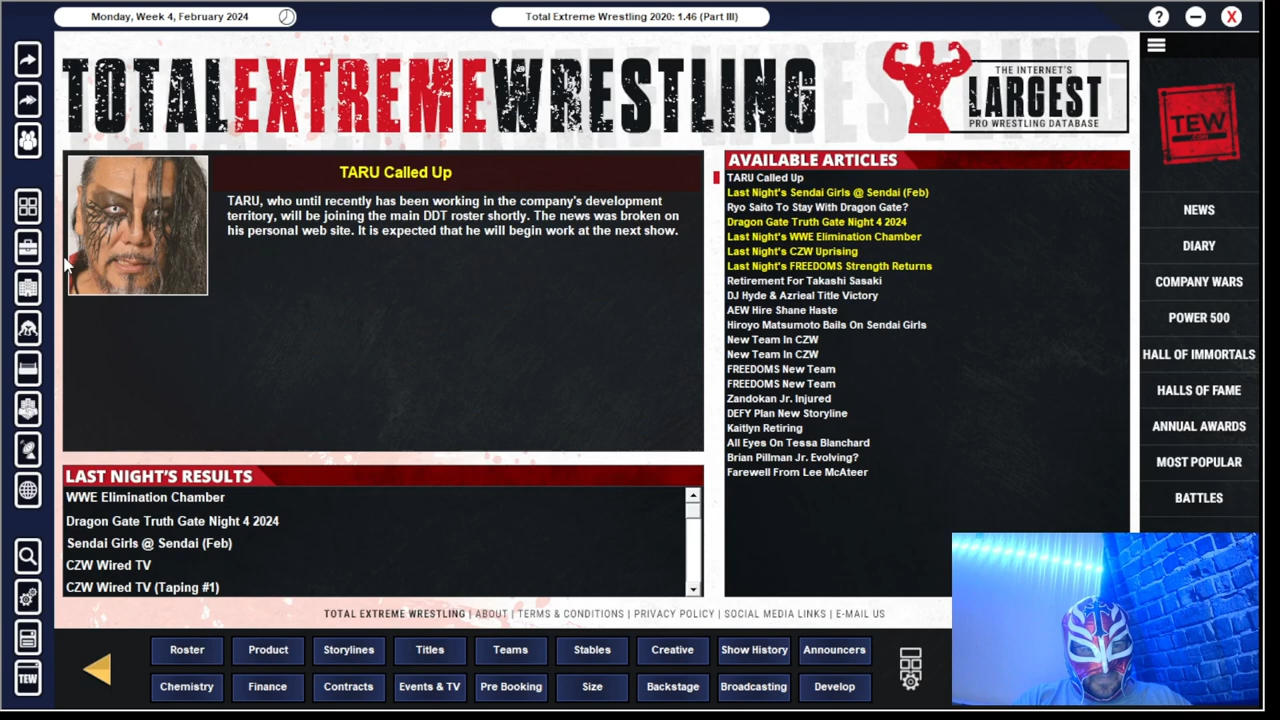 Monday, Week 4, February 2024
Total Extreme Wrestling 2020: 1.46 (Part III)
?
X
TOTALEXTREMEWRESTLING
THE INTERNET'S
LARGEST
PRO WRESTLING DATABASE
TEW
.COM
TARU Called Up
TARU, who until recently has been working in the company's development
territory, will be joining the main DDT roster shortly. The news was broken on
his personal web site. It is expected that he will begin work at the next show.
AVAILABLE ARTICLES
TARU Called Up
Last Night's Sendai Girls @ Sendai (Feb)
Ryo Saito To Stay With Dragon Gate?
Dragon Gate Truth Gate Night 4 2024
Last Night's WWE Elimination Chamber
Last Night's CZW Uprising
Last Night's FREEDOMS Strength Returns
Retirement For Takashi Sasaki
DJ Hyde & Azrieal Title Victory
AEW Hire Shane Haste
Hiroyo Matsumoto Bails On Sendai Girls
New Team In CZW
New Team In CZW
FREEDOMS New Team
FREEDOMS New Team
Zandokan Jr. Injured
DEFY Plan New Storyline
Kaitlyn Retiring
All Eyes On Tessa Blanchard
Brian Pillman Jr. Evolving?
Farewell From Lee McAteer
NEWS
DIARY
COMPANY WARS
POWER 500
HALL OF IMMORTALS
HALLS OF FAME
ANNUAL AWARDS
MOST POPULAR
BATTLES
LAST NIGHT'S RESULTS
WWE Elimination Chamber
Dragon Gate Truth Gate Night 4 2024
Sendai Girls @ Sendai (Feb)
CZW Wired TV
CZW Wired TV (Taping #1)
TOTAL EXTREME WRESTLING | ABOUT | TERMS & CONDITIONS | PRIVACY POLICY | SOCIAL MEDIA LINKS | E-MAIL US
Roster
Product
Storylines
Titles
Teams
Stables
Creative
Show History
Announcers
Chemistry
Finance
Contracts
Events & TV
Pre Booking
Size
Backstage
Broadcasting
Develop
TEW